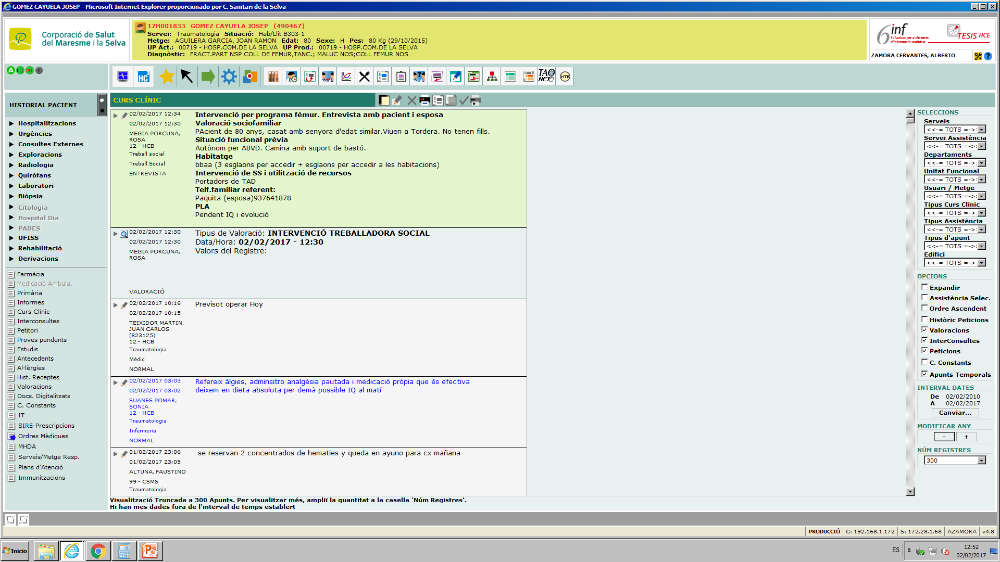 GOMEZ CAYUELA JOSEP - Microsoft Internet Explorer proporcionado por C. Sanitari de la Selva
Corporació de Salut
del Maresme i la Selva
17H001833 GOMEZ CAYUELA JOSEP (490467)
Servei: Traumatologia Situació: Hab/Llit B303-1
Metge: AGUILERA GARCIA, JOAN RAMON Edat: 80 Sexe: H Pes: 80 Kg (29/10/2015)
UP Act.: 00719 - HOSP.COM.DE LA SELVA UP Prod.: 00719 - HOSP.COM.DE LA SELVA
Diagnòstic: FRACT.PART NSP COLL DE FEMUR,TANC.; MALUC NOS;COLL FEMUR NOS
6inf
Solucions per a sistemes
d'informació sanitària
TESIS HCE
ZAMORA CERVANTES, ALBERTO
A PCC PCC
HC3
TAO
NET
HTE
HISTORIAL PACIENT
Hospitalitzacions
Urgències
Consultes Externes
Exploracions
Radiologia
Quiròfans
Laboratori
Biòpsia
Citologia
Hospital Dia
PADES
UFISS
Rehabilitació
Derivacions
Farmàcia
Medicació Ambula.
Primària
Informes
Curs Clínic
Interconsultes
Petitori
Proves pendents
Estudis
Antecedents
Al·lèrgies
Hist. Receptes
Valoracions
Docs. Digitalitzats
C. Constants
IT
SIRE-Prescripcions
Ordres Mèdiques
MHDA
Serveis/Metge Resp.
Plans d'Atenció
Immunitzacions
CURS CLÍNIC
02/02/2017 12:34
02/02/2017 12:30
MEGIA PORCUNA,
ROSA
12 - HCB
Treball social
Treball Social
ENTREVISTA
Intervenció per programa fèmur. Entrevista amb pacient i esposa
Valoració sociofamiliar
PAcient de 80 anys, casat amb senyora d'edat similar.Viuen a Tordera. No tenen fills.
Situació funcional prèvia
Autònom per ABVD. Camina amb suport de bastó.
Habitatge
bbaa (3 esglaons per accedir + esglaons per accedir a les habitacions)
Intervenció de SS i utilització de recursos
Portadors de TAD
Telf.familiar referent:
Paquita (esposa)937641878
PLA
Pendent IQ i evolució
02/02/2017 12:30
02/02/2017 12:30
MEGIA PORCUNA,
ROSA
VALORACIÓ
Tipus de Valoració: INTERVENCIÓ TREBALLADORA SOCIAL
Data/Hora: 02/02/2017 - 12:30
Valors del Registre:
02/02/2017 10:16
02/02/2017 10:15
TEIXIDOR MARTIN,
JUAN CARLOS
(823125)
12 - HCB
Traumatologia
Mèdic
NORMAL
Previsot operar Hoy
02/02/2017 03:03
02/02/2017 03:02
SUANES POMAR,
SONIA
12 - HCB
Traumatologia
Infermeria
NORMAL
Refereix àlgies, adminsitro analgèsia pautada i medicació pròpia que és efectiva
deixem en dieta absoluta per demà possible IQ al matí
01/02/2017 23:06
01/02/2017 23:05
ALTUNA, FAUSTINO
99 - CSMS
Traumatologia
se reservan 2 concentrados de hematies y queda en ayuno para cx mañana
Visualització Truncada a 300 Apunts. Per visualitzar més, ampliï la quantitat a la casella 'Núm Registres'.
Hi han mes dades fora de l'interval de temps establert
SELECCIONS
Serveis
<<-= TOTS =->:
Servei Assistència
<<-= TOTS =->:
Departaments
<<-= TOTS =->:
Unitat Funcional
<<-= TOTS =->:
Usuari / Metge
<<-= TOTS =->:
Tipus Curs Clínic
<<-= TOTS =->:
Tipus Assistència
<<-= TOTS =->:
Tipus d'apunt
<<-= TOTS =->:
Edifici
<<-= TOTS =->:
OPCIONS
Expandir
Assistència Selec.
Ordre Ascendent
Històric Peticions
Valoracions
InterConsultes
Peticions
C. Constants
Apunts Temporals
INTERVAL DATES
De 02/02/2010
A 02/02/2017
Canviar...
MODIFICAR ANY
- +
NÚM REGISTRES
300
PRODUCCIÓ C: 192.168.1.172 S: 172.28.1.68 AZAMORA v4.8
Inicio
ES
12:52
02/02/2017